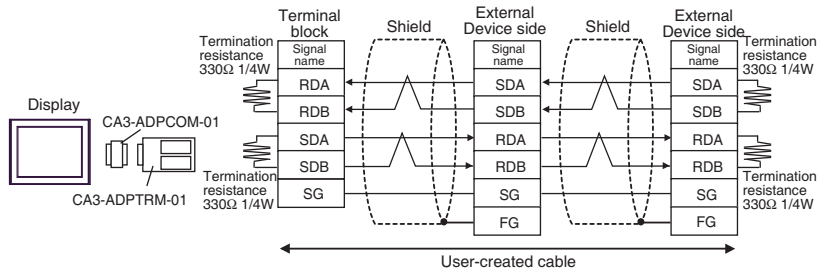 Terminal block
Shield
External Device side
Shield
External Device side
Termination resistance 330Ω 1/4W
Signal name
Signal name
Signal name
Termination resistance 330Ω 1/4W
RDA
SDA
SDA
RDB
SDB
SDB
Display
CA3-ADPCOM-01
SDA
RDA
RDA
SDB
RDB
RDB
CA3-ADPTRM-01
Termination resistance 330Ω 1/4W
SG
SG
SG
Termination resistance 330Ω 1/4W
FG
FG
User-created cable